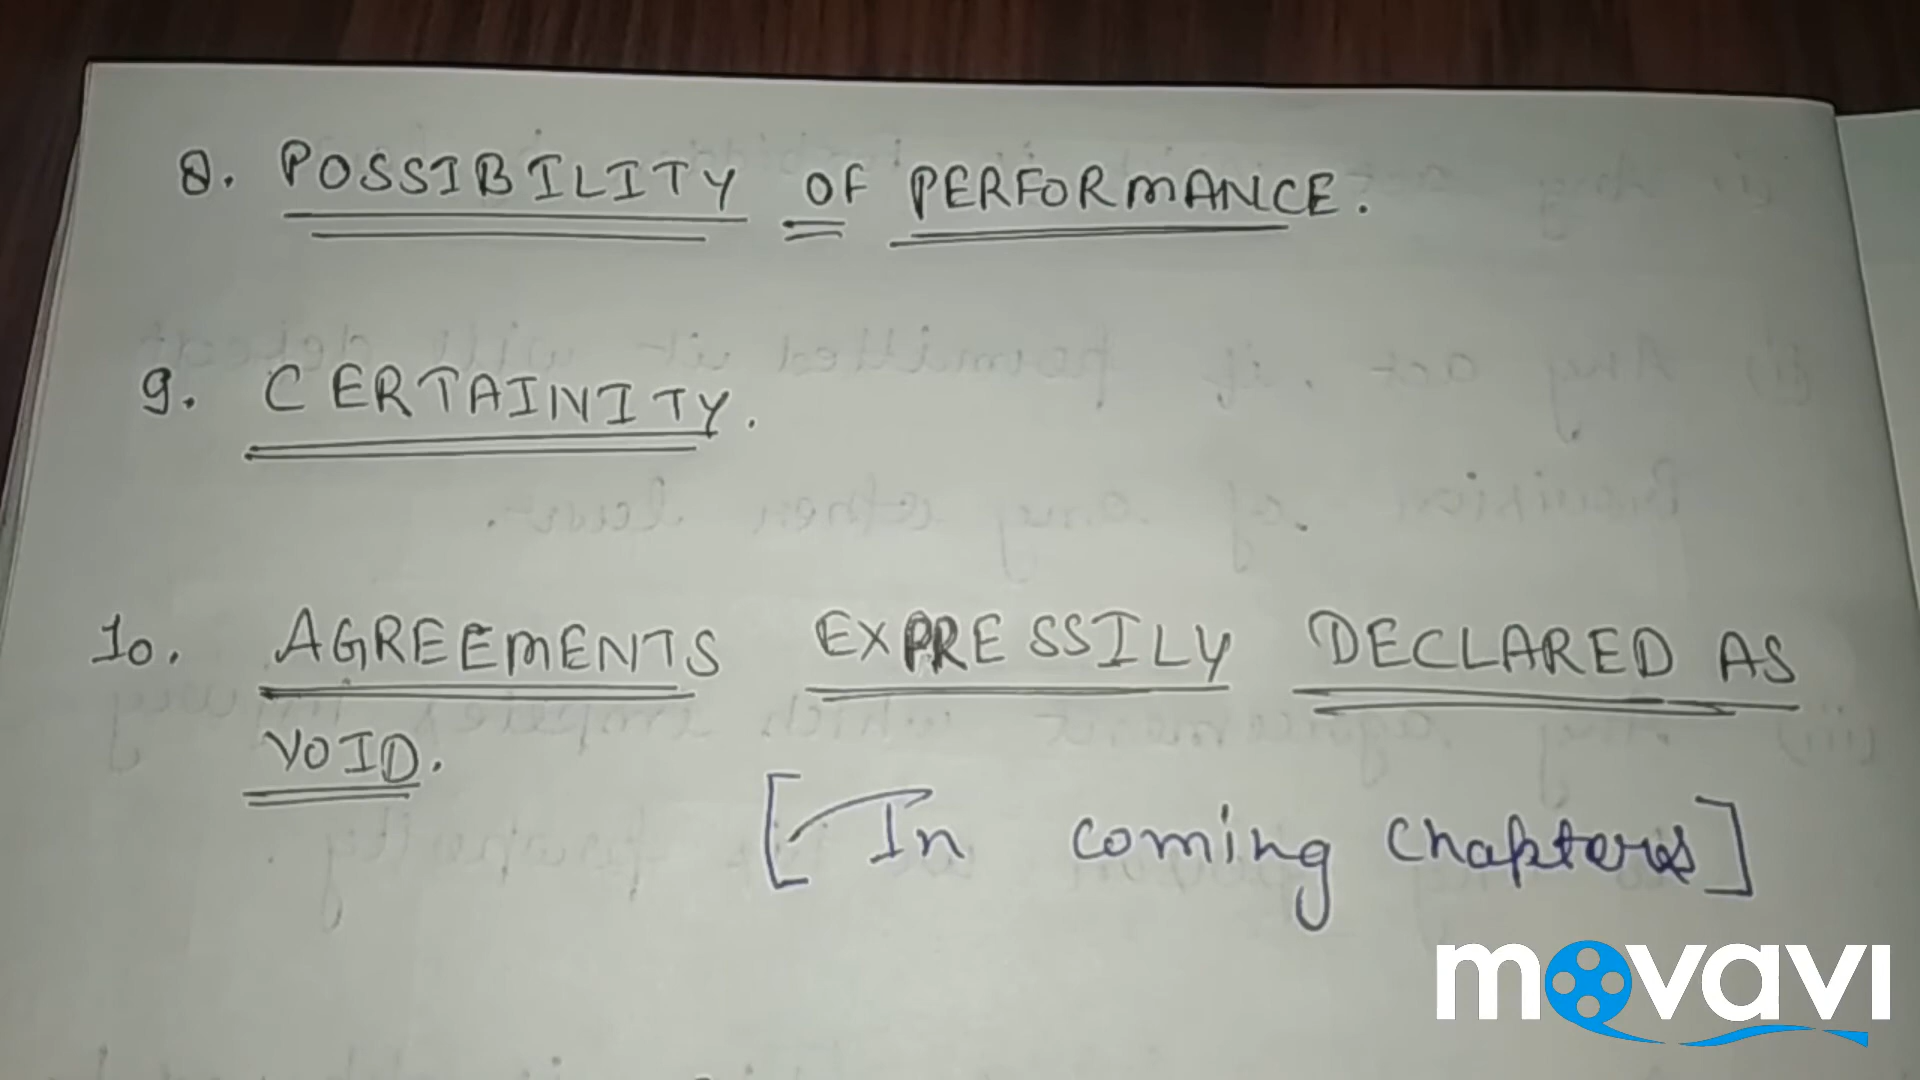 8. POSSIBILITY OF PERFORMANCE.
9. CERTAINITY.
10. AGREEMENTS EXPRESSILY DECLARED AS
VOID.
[In coming chapters]
movavi